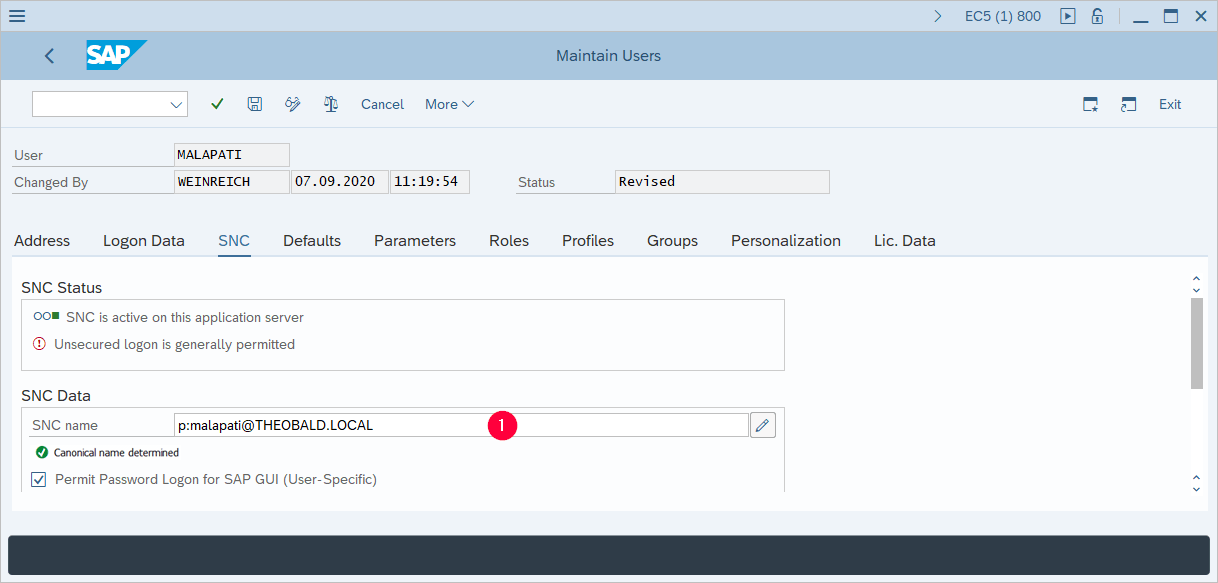 EC5 (1) 800
SAP
Maintain Users
Cancel More Exit
User MALAPATI
Changed By WEINREICH 07.09.2020 11:19:54 Status Revised
Address Logon Data SNC Defaults Parameters Roles Profiles Groups Personalization Lic. Data
SNC Status
SNC is active on this application server
Unsecured logon is generally permitted
SNC Data
SNC name p:malapati@THEOBALD.LOCAL 1
Canonical name determined
Permit Password Logon for SAP GUI (User-Specific)